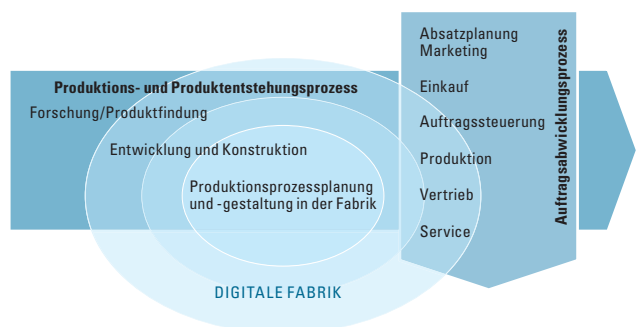 Produktions- und Produktentstehungsprozess
Forschung/Produktfindung
Entwicklung und Konstruktion
Produktionsprozessplanung
und -gestaltung in der Fabrik
DIGITALE FABRIK
Absatzplanung
Marketing
Einkauf
Auftragssteuerung
Produktion
Vertrieb
Service
Auftragsabwicklungsprozess